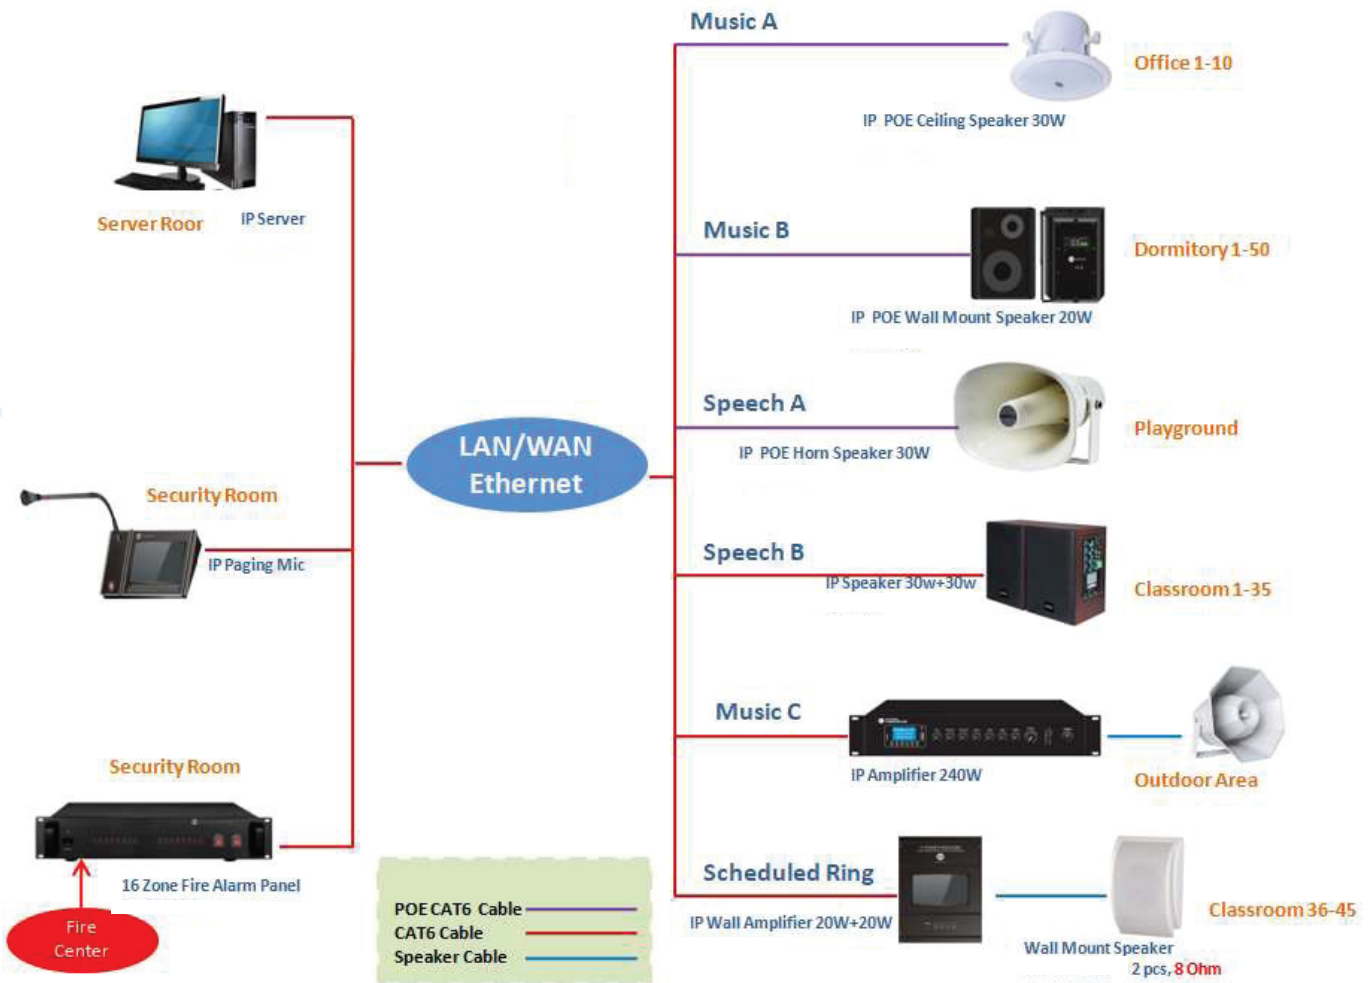 Music A
Office 1-10
IP POE Ceiling Speaker 30W
Server Roor
IP Server
Music B
Dormitory 1-50
IP POE Wall Mount Speaker 20W
Speech A
Playground
IP POE Horn Speaker 30W
LAN/WAN
Ethernet
Security Room
IP Paging Mic
Speech B
IP Speaker 30w+30w
Classroom 1-35
Music C
IP Amplifier 240W
Outdoor Area
Security Room
16 Zone Fire Alarm Panel
Fire
Center
POE CAT6 Cable
CAT6 Cable
Speaker Cable
Scheduled Ring
IP Wall Amplifier 20W+20W
Classroom 36-45
Wall Mount Speaker
2 pcs, 8 Ohm